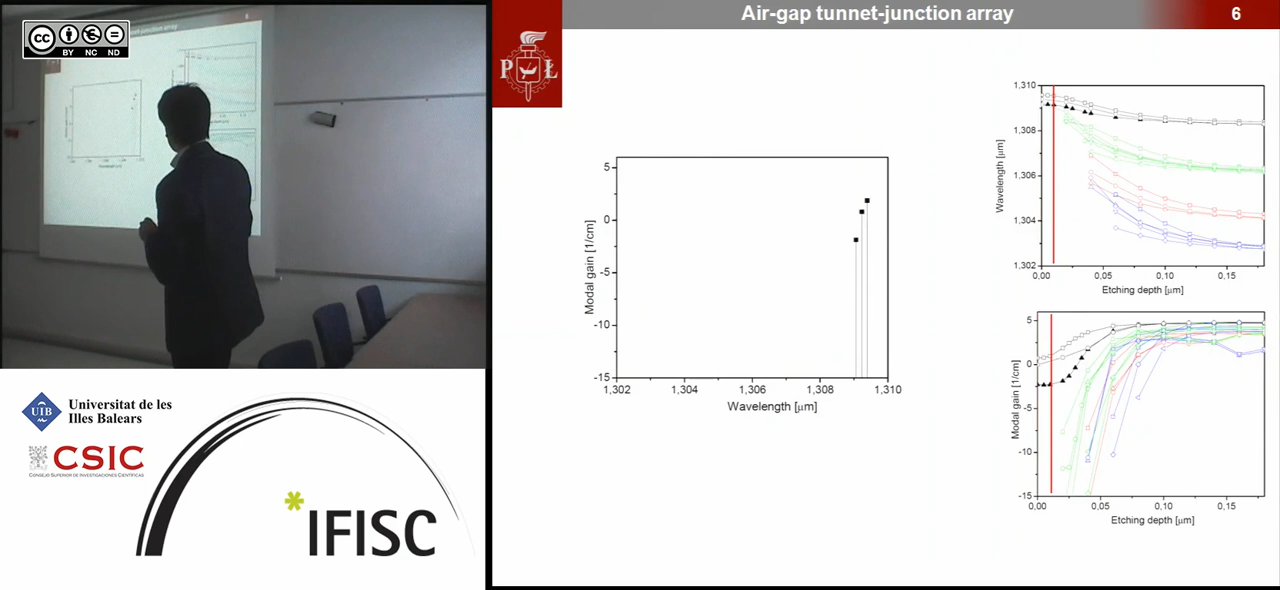 CC BY NC ND
Air-gap tunnet-junction array
6
P Ł
5
0
-5
-10
-15
Modal gain [1/cm]
1,302 1,304 1,306 1,308 1,310
Wavelength [μm]
1,310
1,308
1,306
1,304
1,302
Wavelength [μm]
0,00 0,05 0,10 0,15
Etching depth [μm]
5
0
-5
-10
-15
Modal gain [1/cm]
0,00 0,05 0,10 0,15
Etching depth [μm]
UIB
Universitat de les
Illes Balears
CSIC
CONSEJO SUPERIOR DE INVESTIGACIONES CIENTÍFICAS
*IFISC